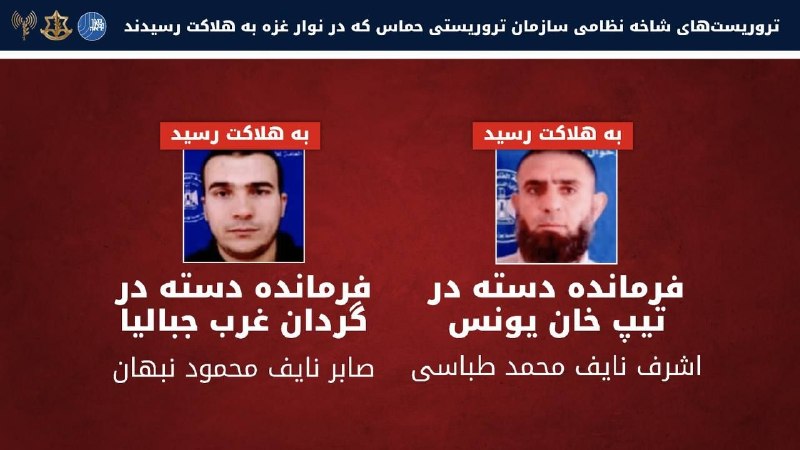 تروریست‌های شاخه نظامی سازمان تروریستی حماس که در نوار غزه به هلاکت رسیدند
به هلاکت رسید
فرمانده دسته در
تیپ خان یونس
اشرف نایف محمد طباسی
به هلاکت رسید
فرمانده دسته در
گردان غرب جبالیا
صابر نایف محمود نبهان